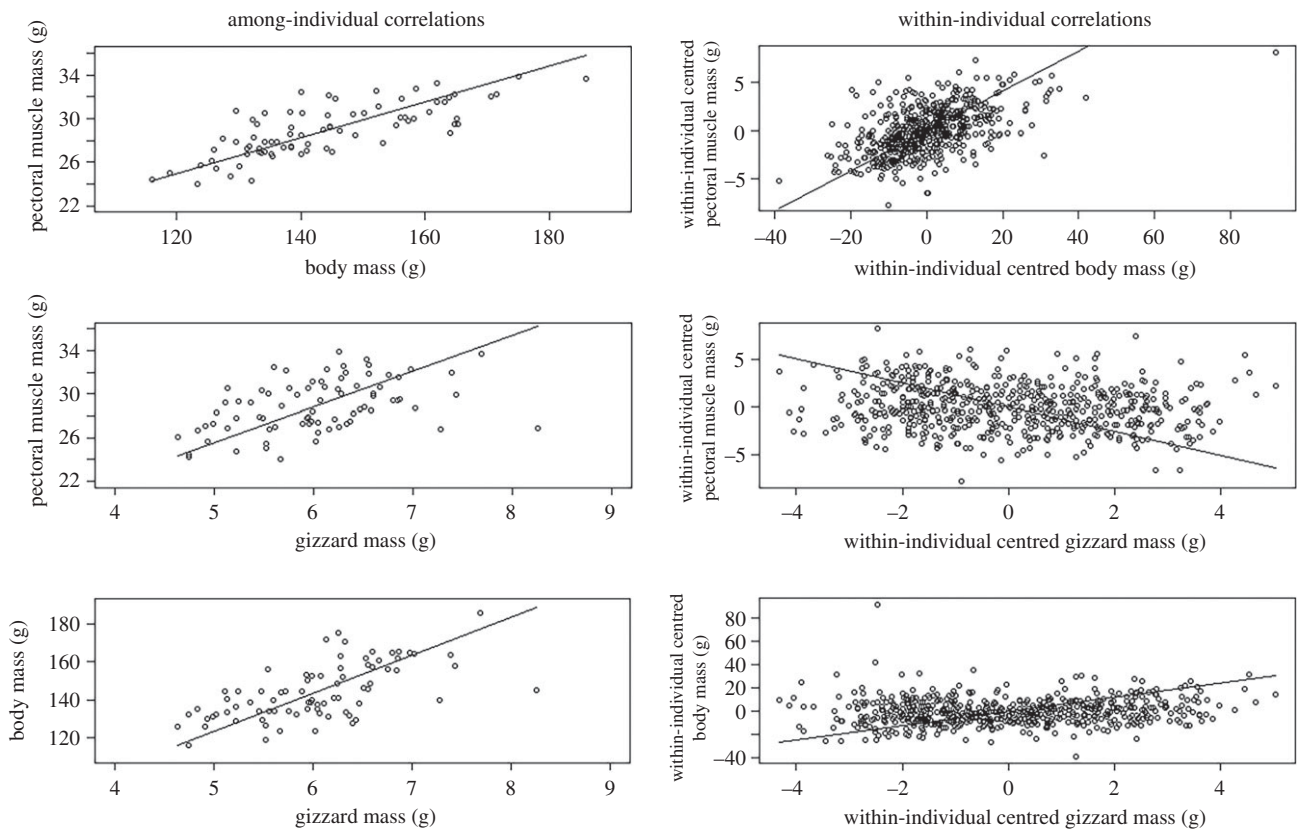 among-individual correlations
pectoral muscle mass (g)
34
30
26
22
120 140 160 180
body mass (g)
within-individual correlations
within-individual centred
pectoral muscle mass (g)
5
0
–5
–40 –20 0 20 40 60 80
within-individual centred body mass (g)
pectoral muscle mass (g)
34
30
26
22
4 5 6 7 8 9
gizzard mass (g)
within-individual centred
pectoral muscle mass (g)
5
0
–5
–4 –2 0 2 4
within-individual centred gizzard mass (g)
body mass (g)
180
160
140
120
4 5 6 7 8 9
gizzard mass (g)
within-individual centred
body mass (g)
80
60
40
20
0
–40
–4 –2 0 2 4
within-individual centred gizzard mass (g)